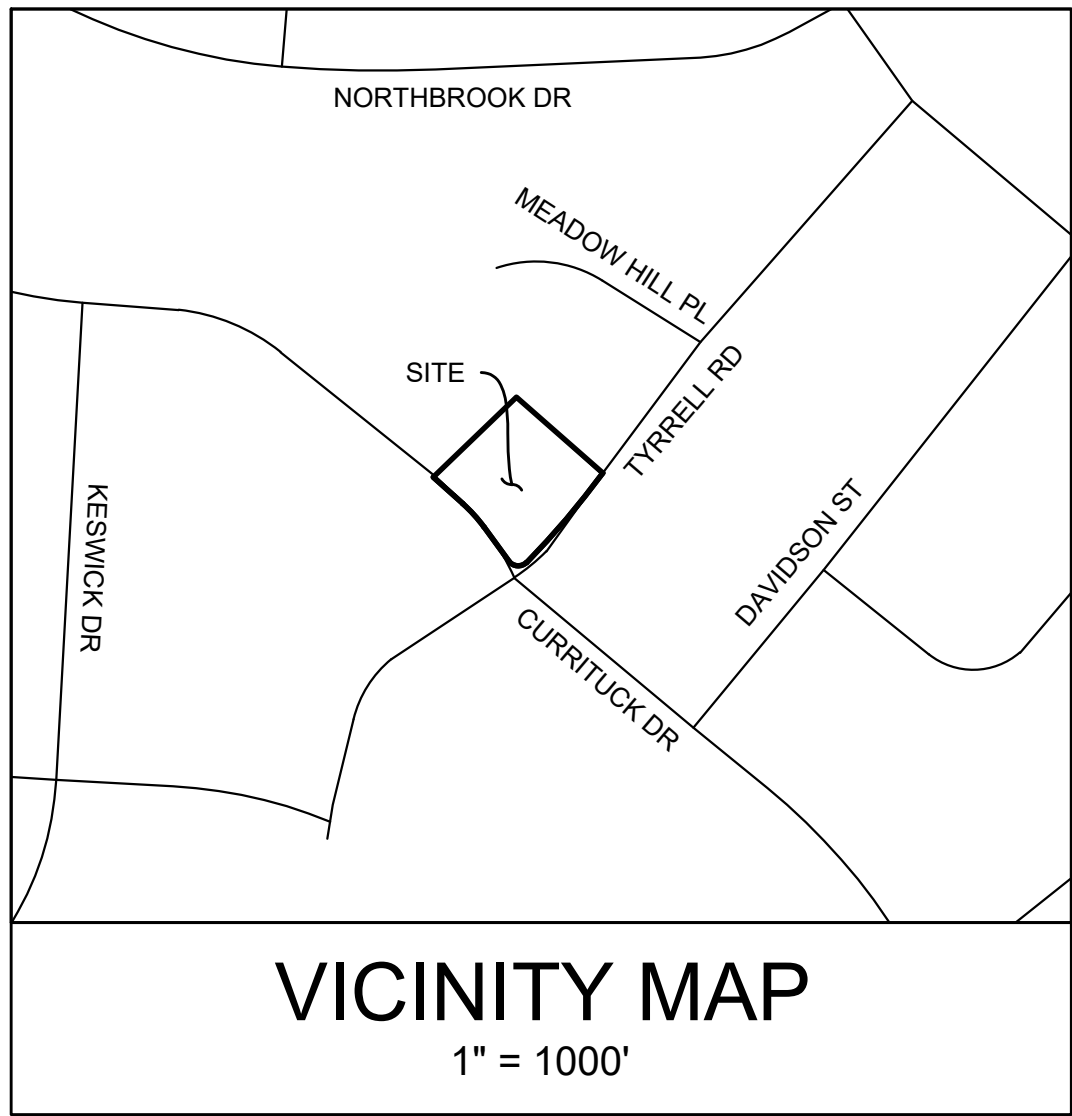 NORTHBROOK DR
MEADOW HILL PL
SITE
TYRRELL RD
KESWICK DR
DAVIDSON ST
CURRITUCK DR
VICINITY MAP
1" = 1000'